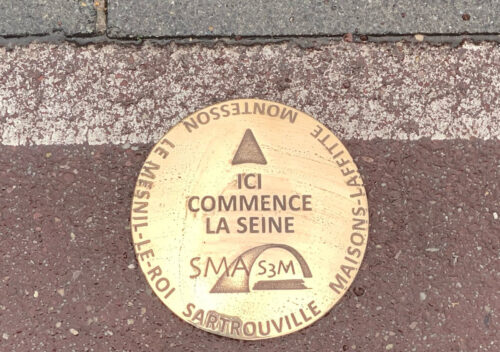 MONTESSON
ICI
COMMENCE
LA SEINE
SMA S3M
LE MESNIL-LE-ROI
SARTROUVILLE
MAISONS-LAFFITTE